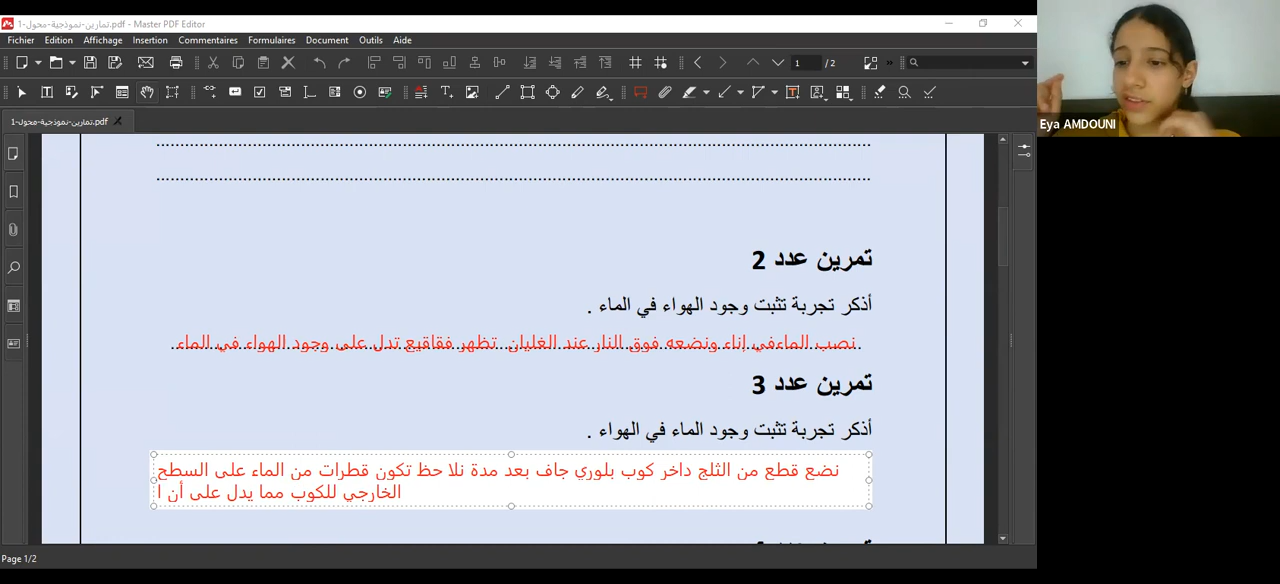 1-تمارين-نموذجية-محول.pdf - Master PDF Editor
Fichier Edition Affichage Insertion Commentaires Formulaires Document Outils Aide
1 / 2
1-تمارين-نموذجية-محول.pdf
Eya AMDOUNI
تمرين عدد 2
أذكر تجربة تثبت وجود الهواء في الماء .
نصب الماءفي إناء ونضعه فوق النار عند الغليان تظهر فقاقيع تدل على وجود الهواء في الماء.
تمرين عدد 3
أذكر تجربة تثبت وجود الماء في الهواء .
نضع قطع من الثلج داخر كوب بلوري جاف بعد مدة نلا حظ تكون قطرات من الماء على السطح
الخارجي للكوب مما يدل على أن ا
Page 1/2